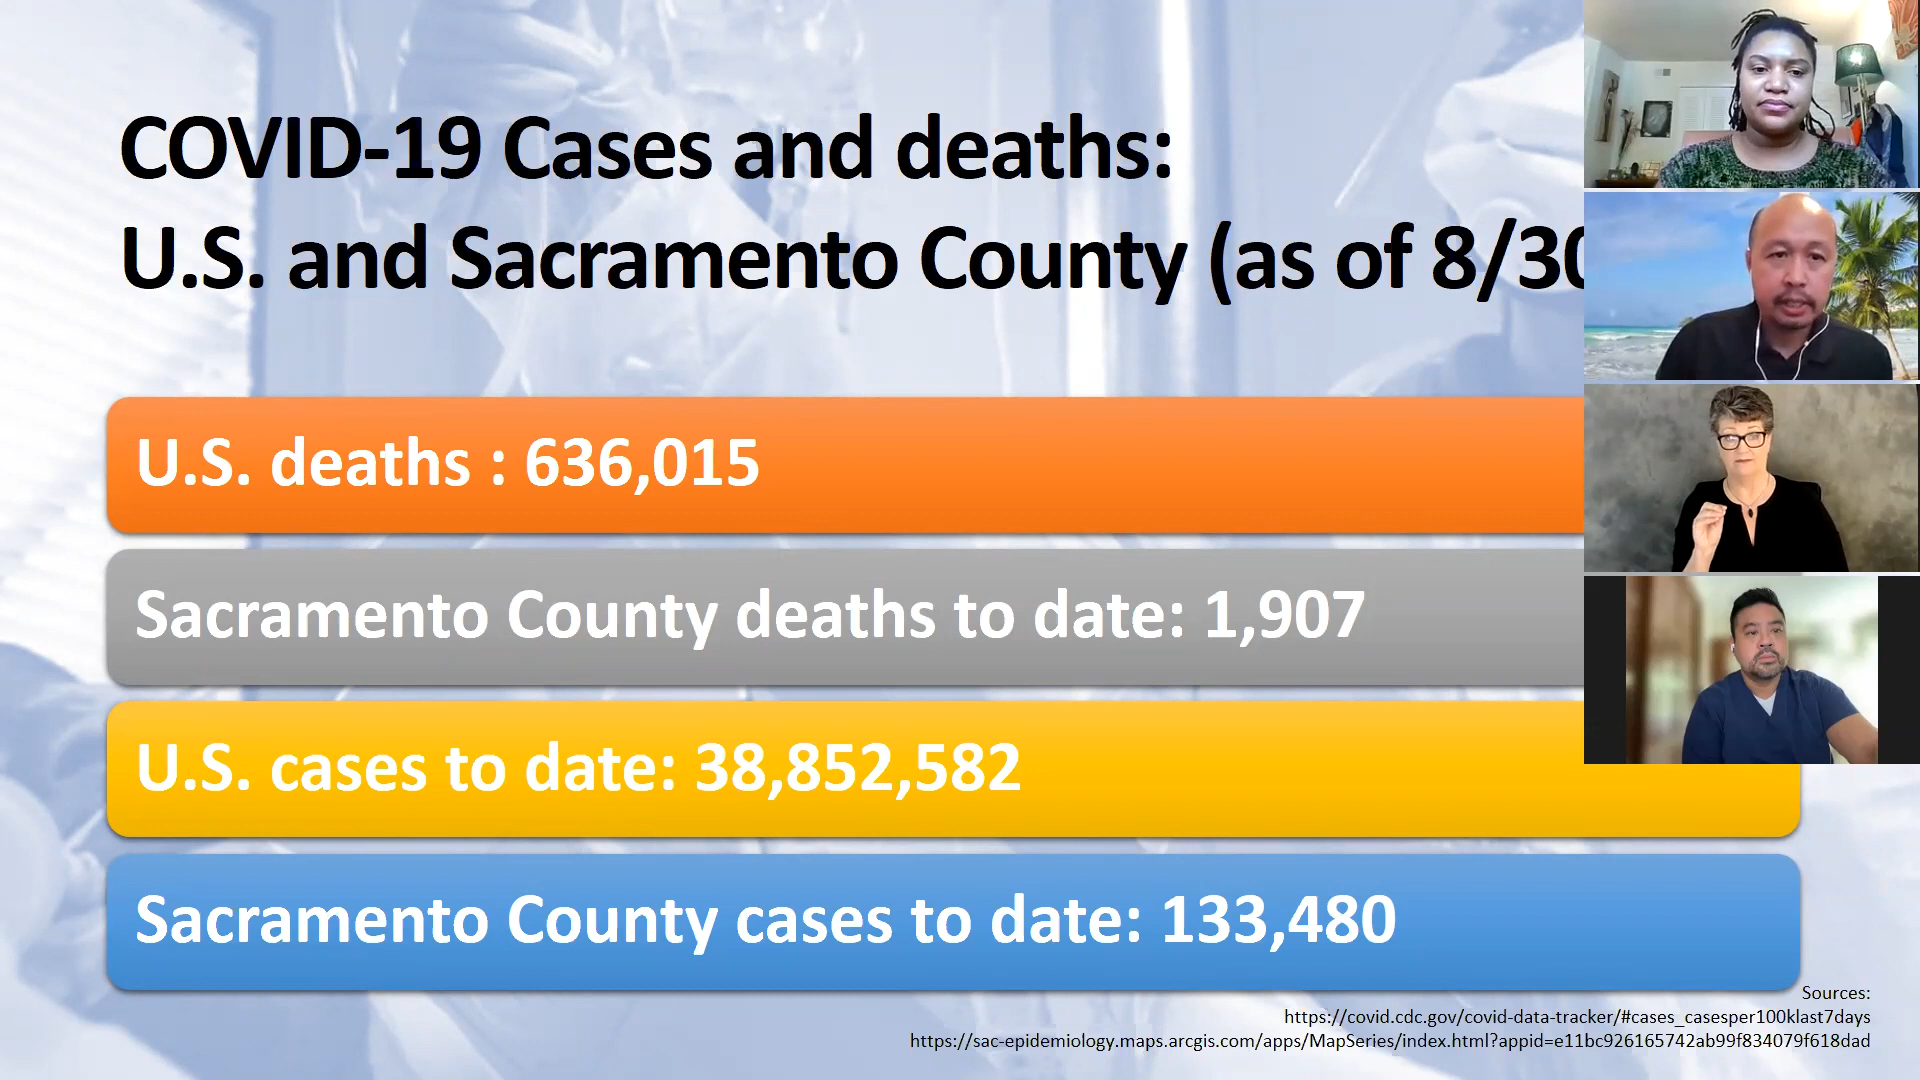 COVID-19 Cases and deaths:
U.S. and Sacramento County (as of 8/30
U.S. deaths : 636,015
Sacramento County deaths to date: 1,907
U.S. cases to date: 38,852,582
Sacramento County cases to date: 133,480
Sources:
https://covid.cdc.gov/covid-data-tracker/#cases_casesper100klast7days
https://sac-epidemiology.maps.arcgis.com/apps/MapSeries/index.html?appid=e11bc926165742ab99f834079f618dad